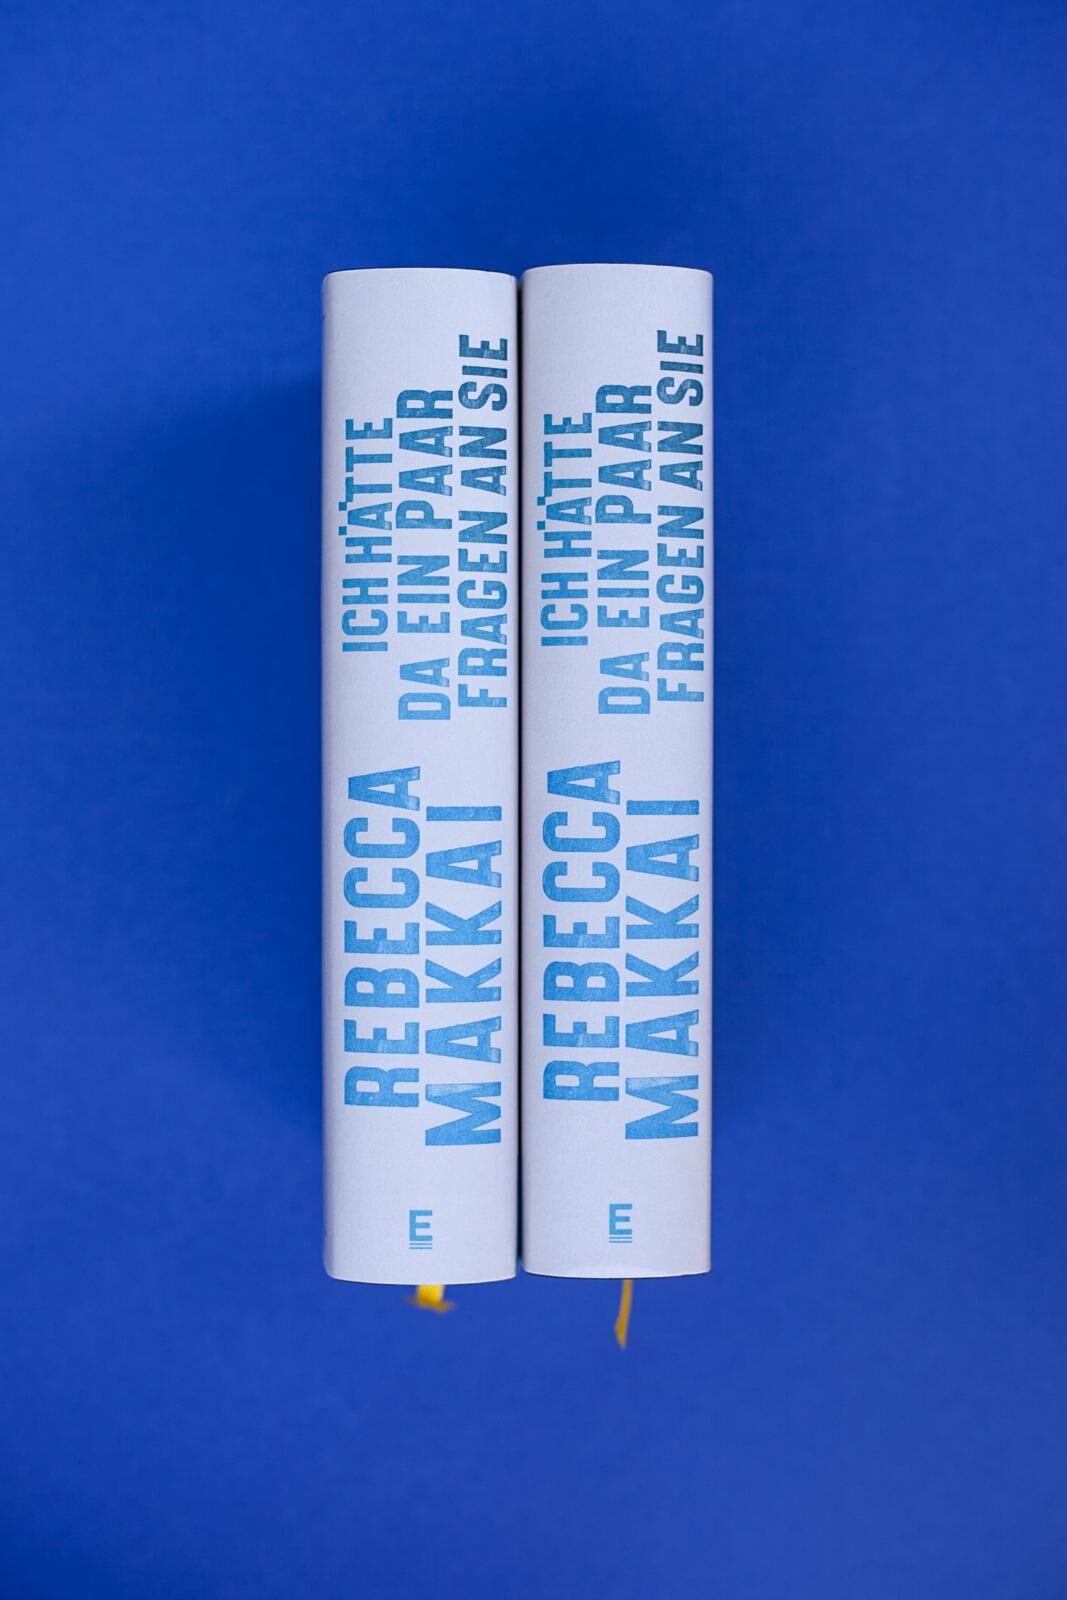 ICH HÄTTE
DA EIN PAAR
FRAGEN AN SIE
REBECCA
MAKKAI
E
ICH HÄTTE
DA EIN PAAR
FRAGEN AN SIE
REBECCA
MAKKAI
E